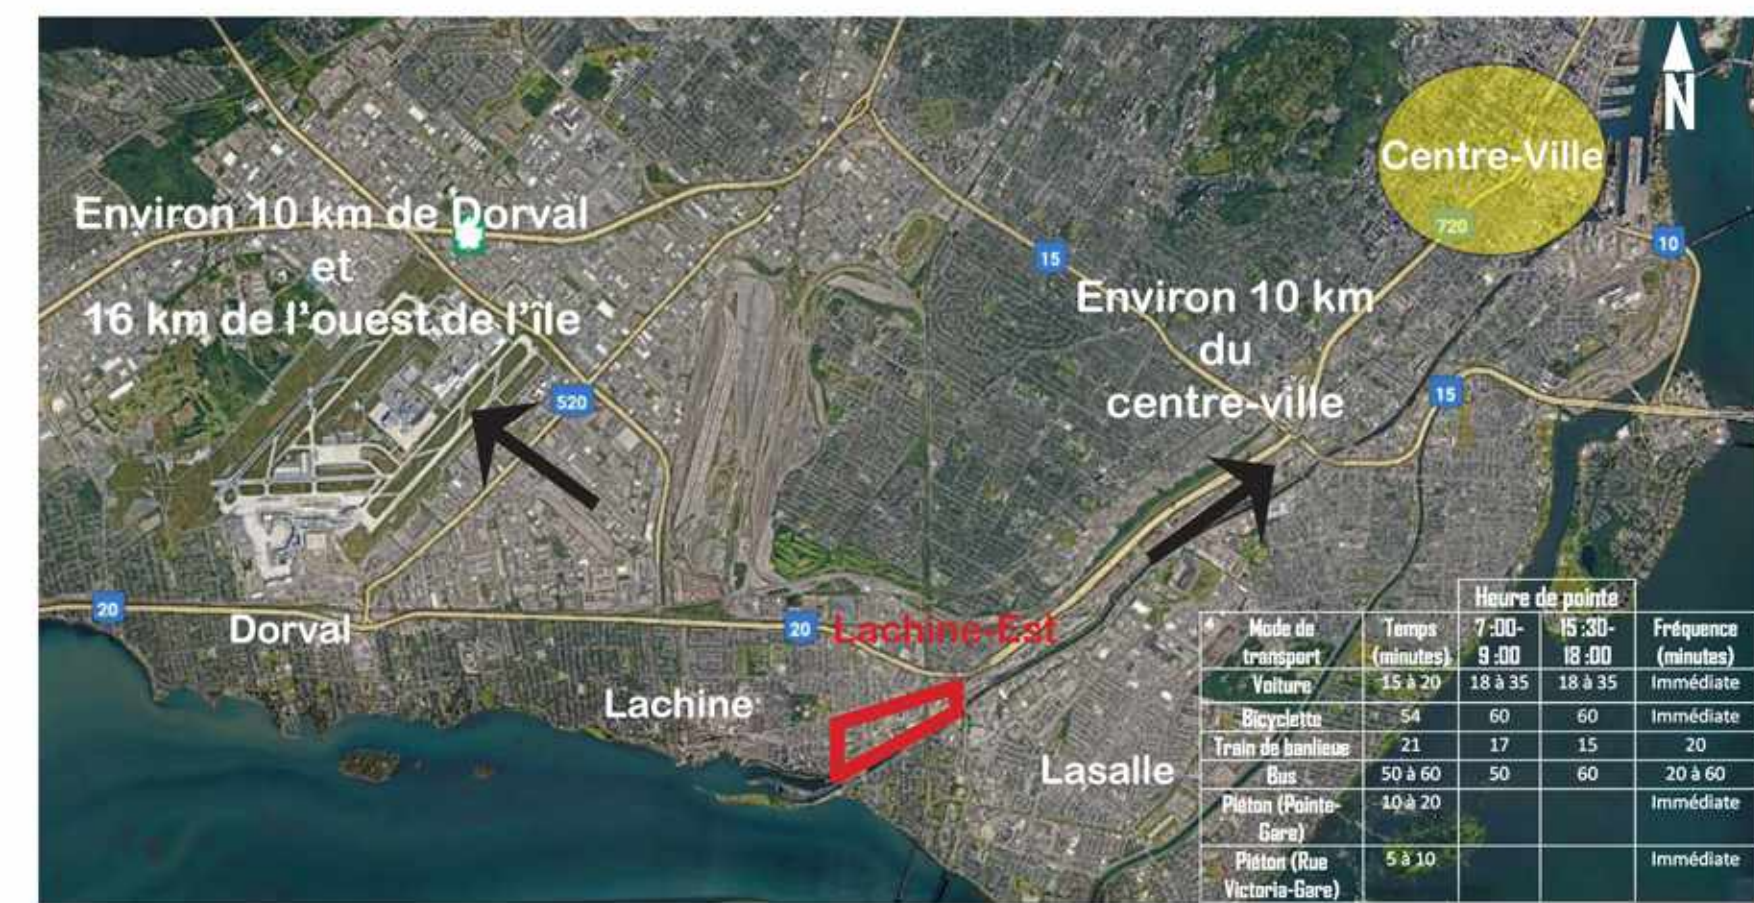 N
Centre-Ville
Environ 10 km de Dorval
et
16 km de l'ouest de l'île
720
10
15
Environ 10 km
du
centre-ville
520
15
20
Dorval
20
Lachine-Est
Lachine
Lasalle
Heure de pointe
Mode de transport Temps (minutes) 7 :00- 9 :00 15 :30- 18 :00 Fréquence (minutes)
Voiture 15 à 20 18 à 35 18 à 35 Immédiate
Bicyclette 54 60 60 Immédiate
Train de banlieue 21 17 15 20
Bus 50 à 60 50 60 20 à 60
Piéton (Pointe-Gare) 10 à 20 Immédiate
Piéton (Rue Victoria-Gare) 5 à 10 Immédiate